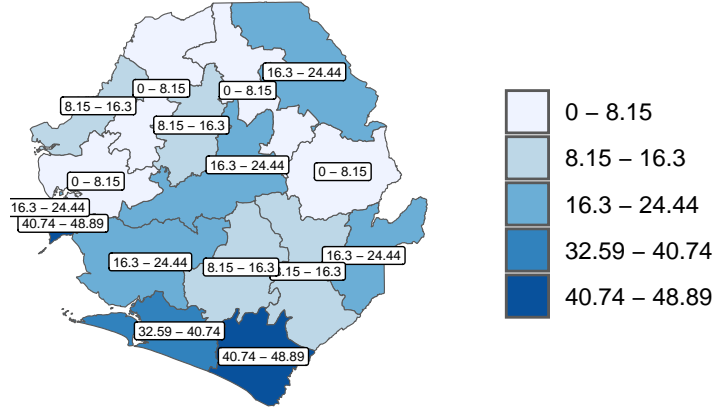 16.3 – 24.44
0 – 8.15
0 – 8.15
8.15 – 16.3
8.15 – 16.3
16.3 – 24.44
0 – 8.15
0 – 8.15
16.3 – 24.44
40.74 – 48.89
16.3 – 24.44
16.3 – 24.44
8.15 – 16.3
.15 – 16.3
32.59 – 40.74
40.74 – 48.89
0 – 8.15
8.15 – 16.3
16.3 – 24.44
32.59 – 40.74
40.74 – 48.89